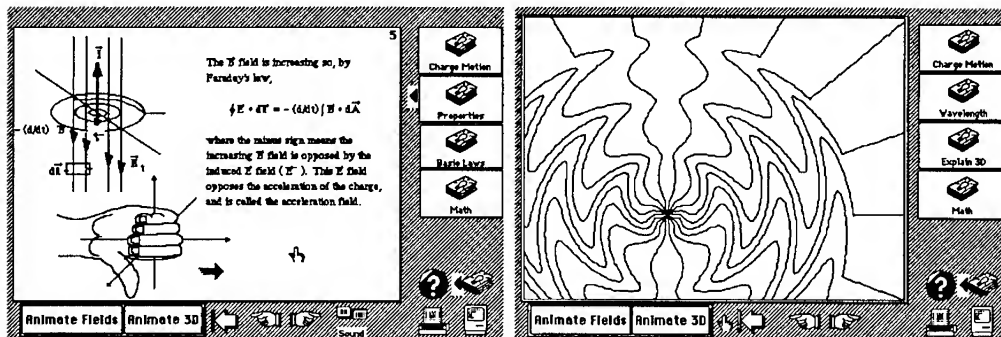 5
The B⃗ field is increasing so, by
Faraday's law,
∮ E⃗ • dl⃗ = - (d/dt) ∫ B⃗ • dA⃗
where the minus sign means the
increasing B⃗ field is opposed by the
induced E⃗ field (E⃗ ). This E⃗ field
opposes the acceleration of the charge,
and is called the acceleration field.
- (d/dt) B⃗
dA⃗
Charge Motion
Properties
Basic Laws
Math
?
Animate Fields
Animate 3D
Sound
Charge Motion
Wavelength
Explain 3D
Math
?
Animate Fields
Animate 3D